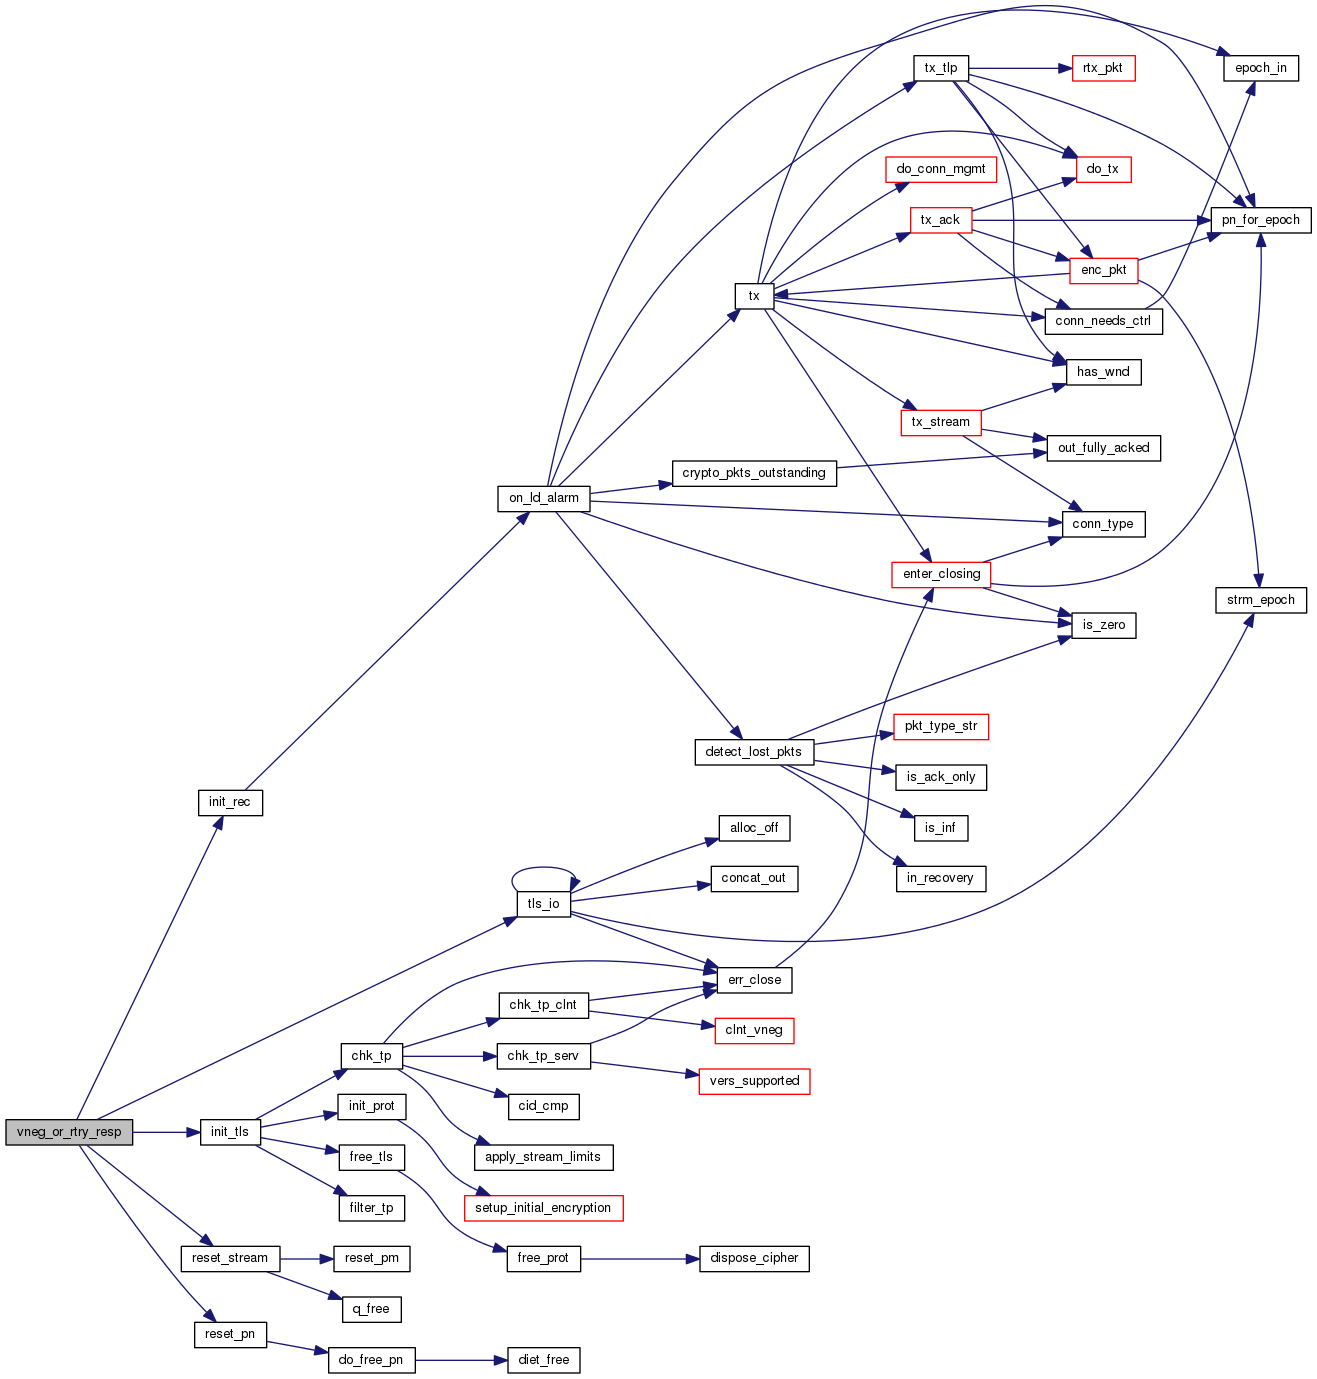 tx_tlp
rtx_pkt
epoch_in
do_conn_mgmt
do_tx
tx_ack
pn_for_epoch
enc_pkt
tx
conn_needs_ctrl
has_wnd
tx_stream
out_fully_acked
crypto_pkts_outstanding
on_ld_alarm
conn_type
enter_closing
strm_epoch
is_zero
pkt_type_str
detect_lost_pkts
is_ack_only
init_rec
alloc_off
is_inf
concat_out
in_recovery
tls_io
err_close
chk_tp_clnt
clnt_vneg
chk_tp
chk_tp_serv
vers_supported
init_prot
cid_cmp
vneg_or_rtry_resp
init_tls
free_tls
apply_stream_limits
filter_tp
setup_initial_encryption
reset_stream
reset_pm
free_prot
dispose_cipher
q_free
reset_pn
do_free_pn
diet_free